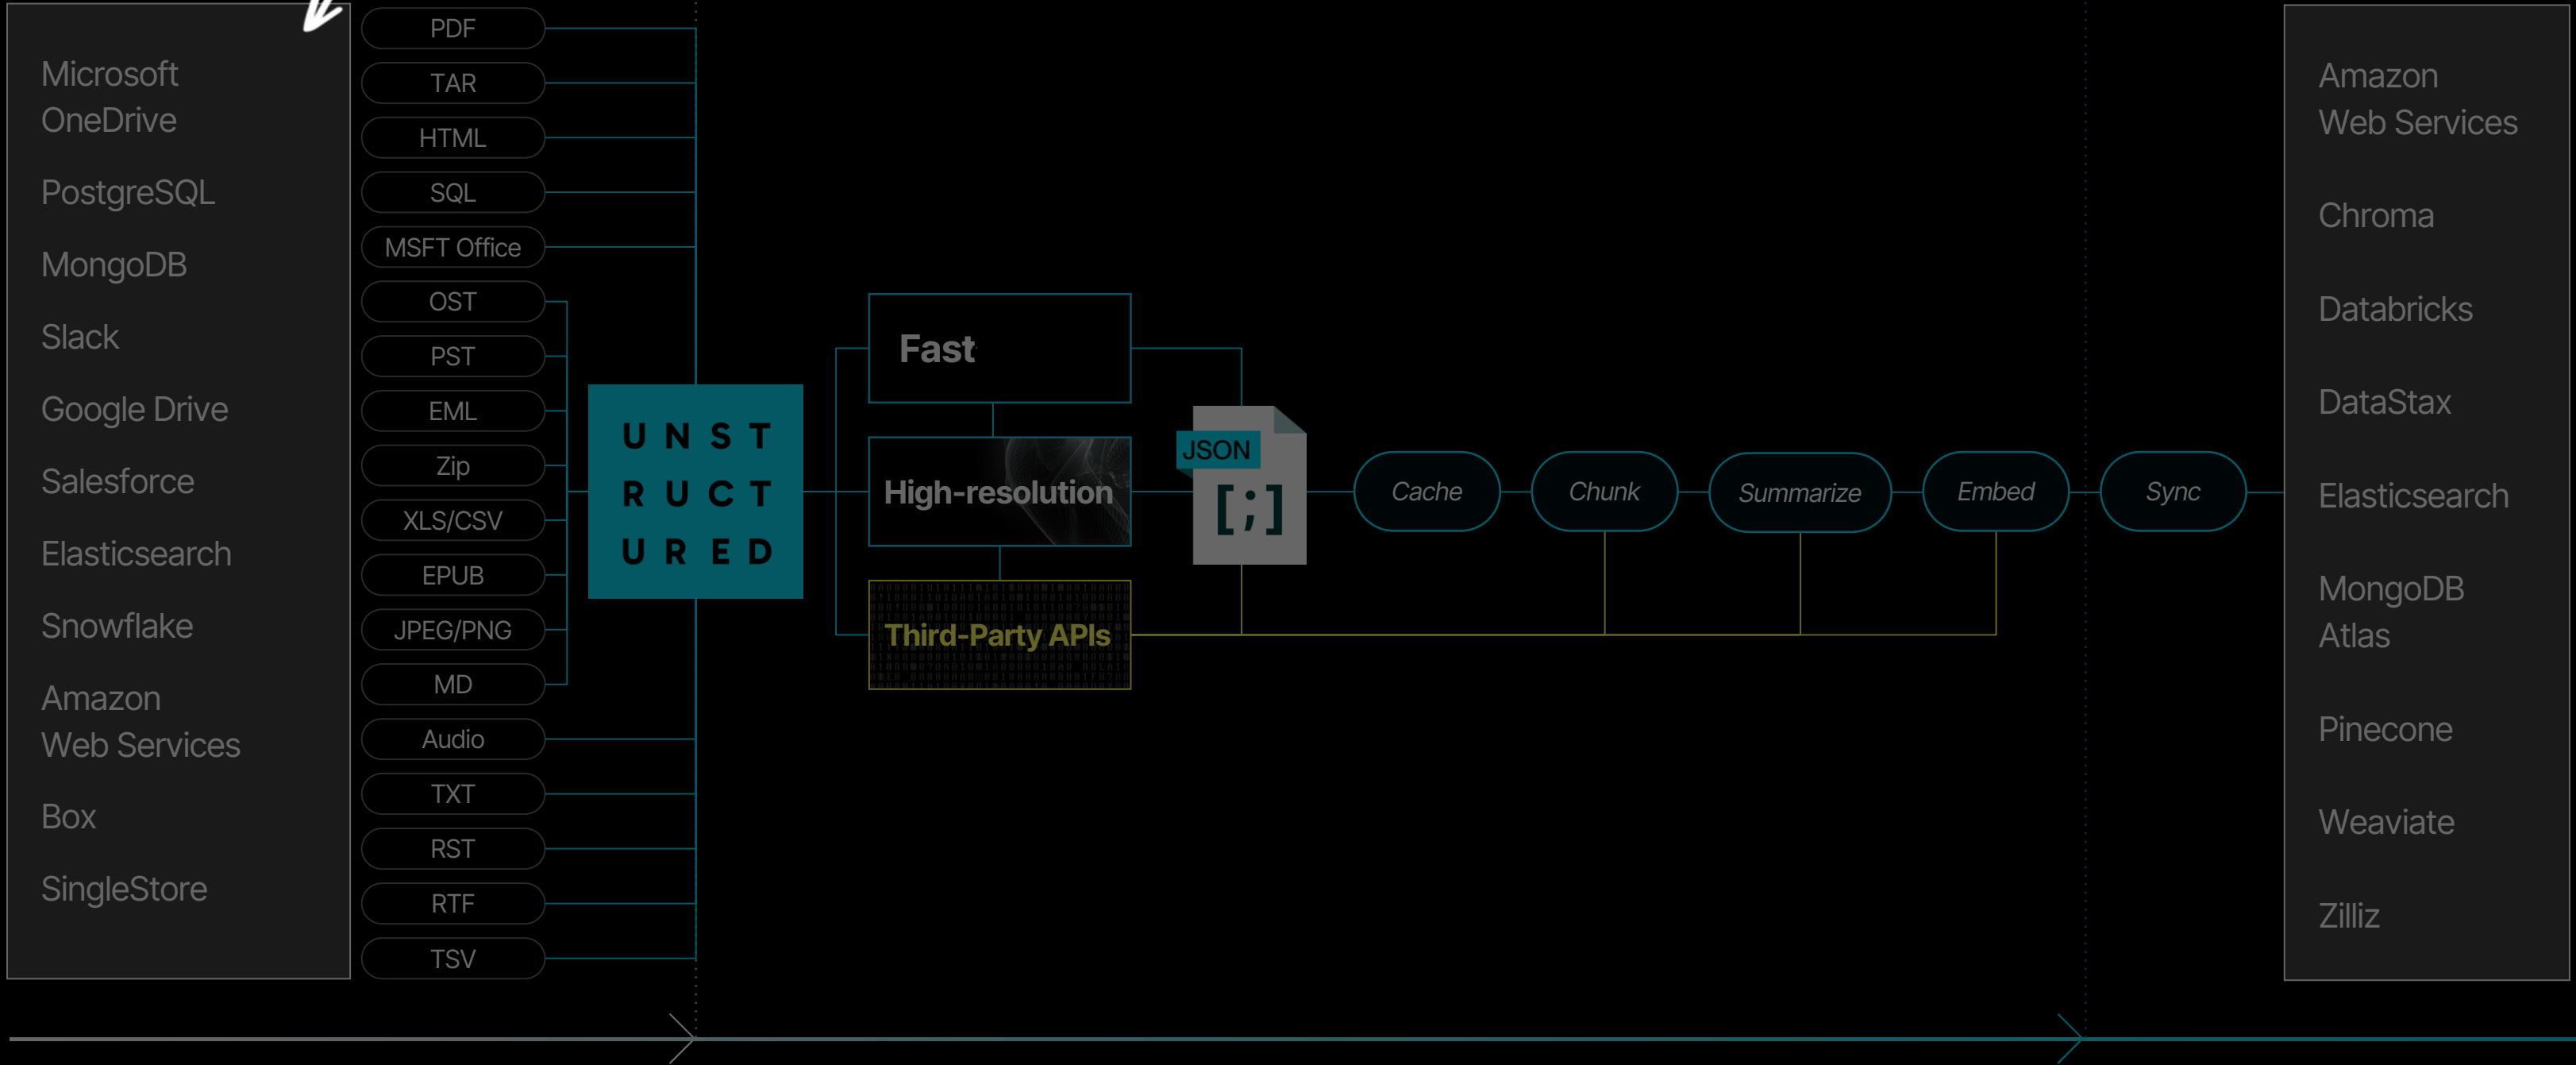 Microsoft
OneDrive
PostgreSQL
MongoDB
Slack
Google Drive
Salesforce
Elasticsearch
Snowflake
Amazon
Web Services
Box
SingleStore
PDF
TAR
HTML
SQL
MSFT Office
OST
PST
EML
Zip
XLS/CSV
EPUB
JPEG/PNG
MD
Audio
TXT
RST
RTF
TSV
UNST
RUCT
URED
Fast
High-resolution
Third-Party APIs
JSON
[;]
Cache
Chunk
Summarize
Embed
Sync
Amazon
Web Services
Chroma
Databricks
DataStax
Elasticsearch
MongoDB
Atlas
Pinecone
Weaviate
Zilliz